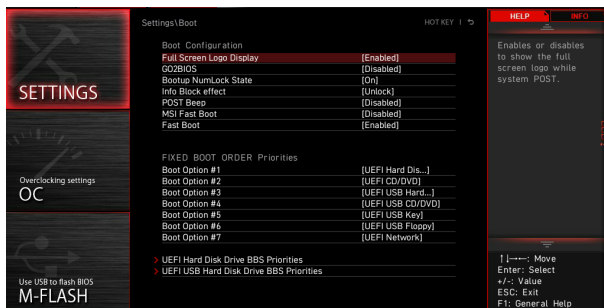 Settings\Boot
HOT KEY
HELP
INFO
Boot Configuration
Full Screen Logo Display [Enabled]
GO2BIOS [Disabled]
Bootup NumLock State [On]
Info Block effect [Unlock]
POST Beep [Disabled]
MSI Fast Boot [Disabled]
Fast Boot [Enabled]
FIXED BOOT ORDER Priorities
Boot Option #1 [UEFI Hard Dis...]
Boot Option #2 [UEFI CD/DVD]
Boot Option #3 [UEFI USB Hard...]
Boot Option #4 [UEFI USB CD/DVD]
Boot Option #5 [UEFI USB Key]
Boot Option #6 [UEFI USB Floppy]
Boot Option #7 [UEFI Network]
UEFI Hard Disk Drive BBS Priorities
UEFI USB Hard Disk Drive BBS Priorities
SETTINGS
Overclocking settings
OC
Use USB to flash BIOS
M-FLASH
Enables or disables
to show the full
screen logo while
system POST.
↑↓→←: Move
Enter: Select
+/-: Value
ESC: Exit
F1: General Help